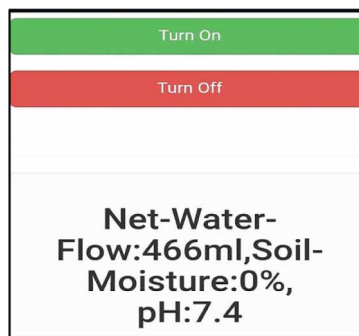 Turn On
Turn Off
Net-Water-
Flow:466ml,Soil-
Moisture:0%,
pH:7.4